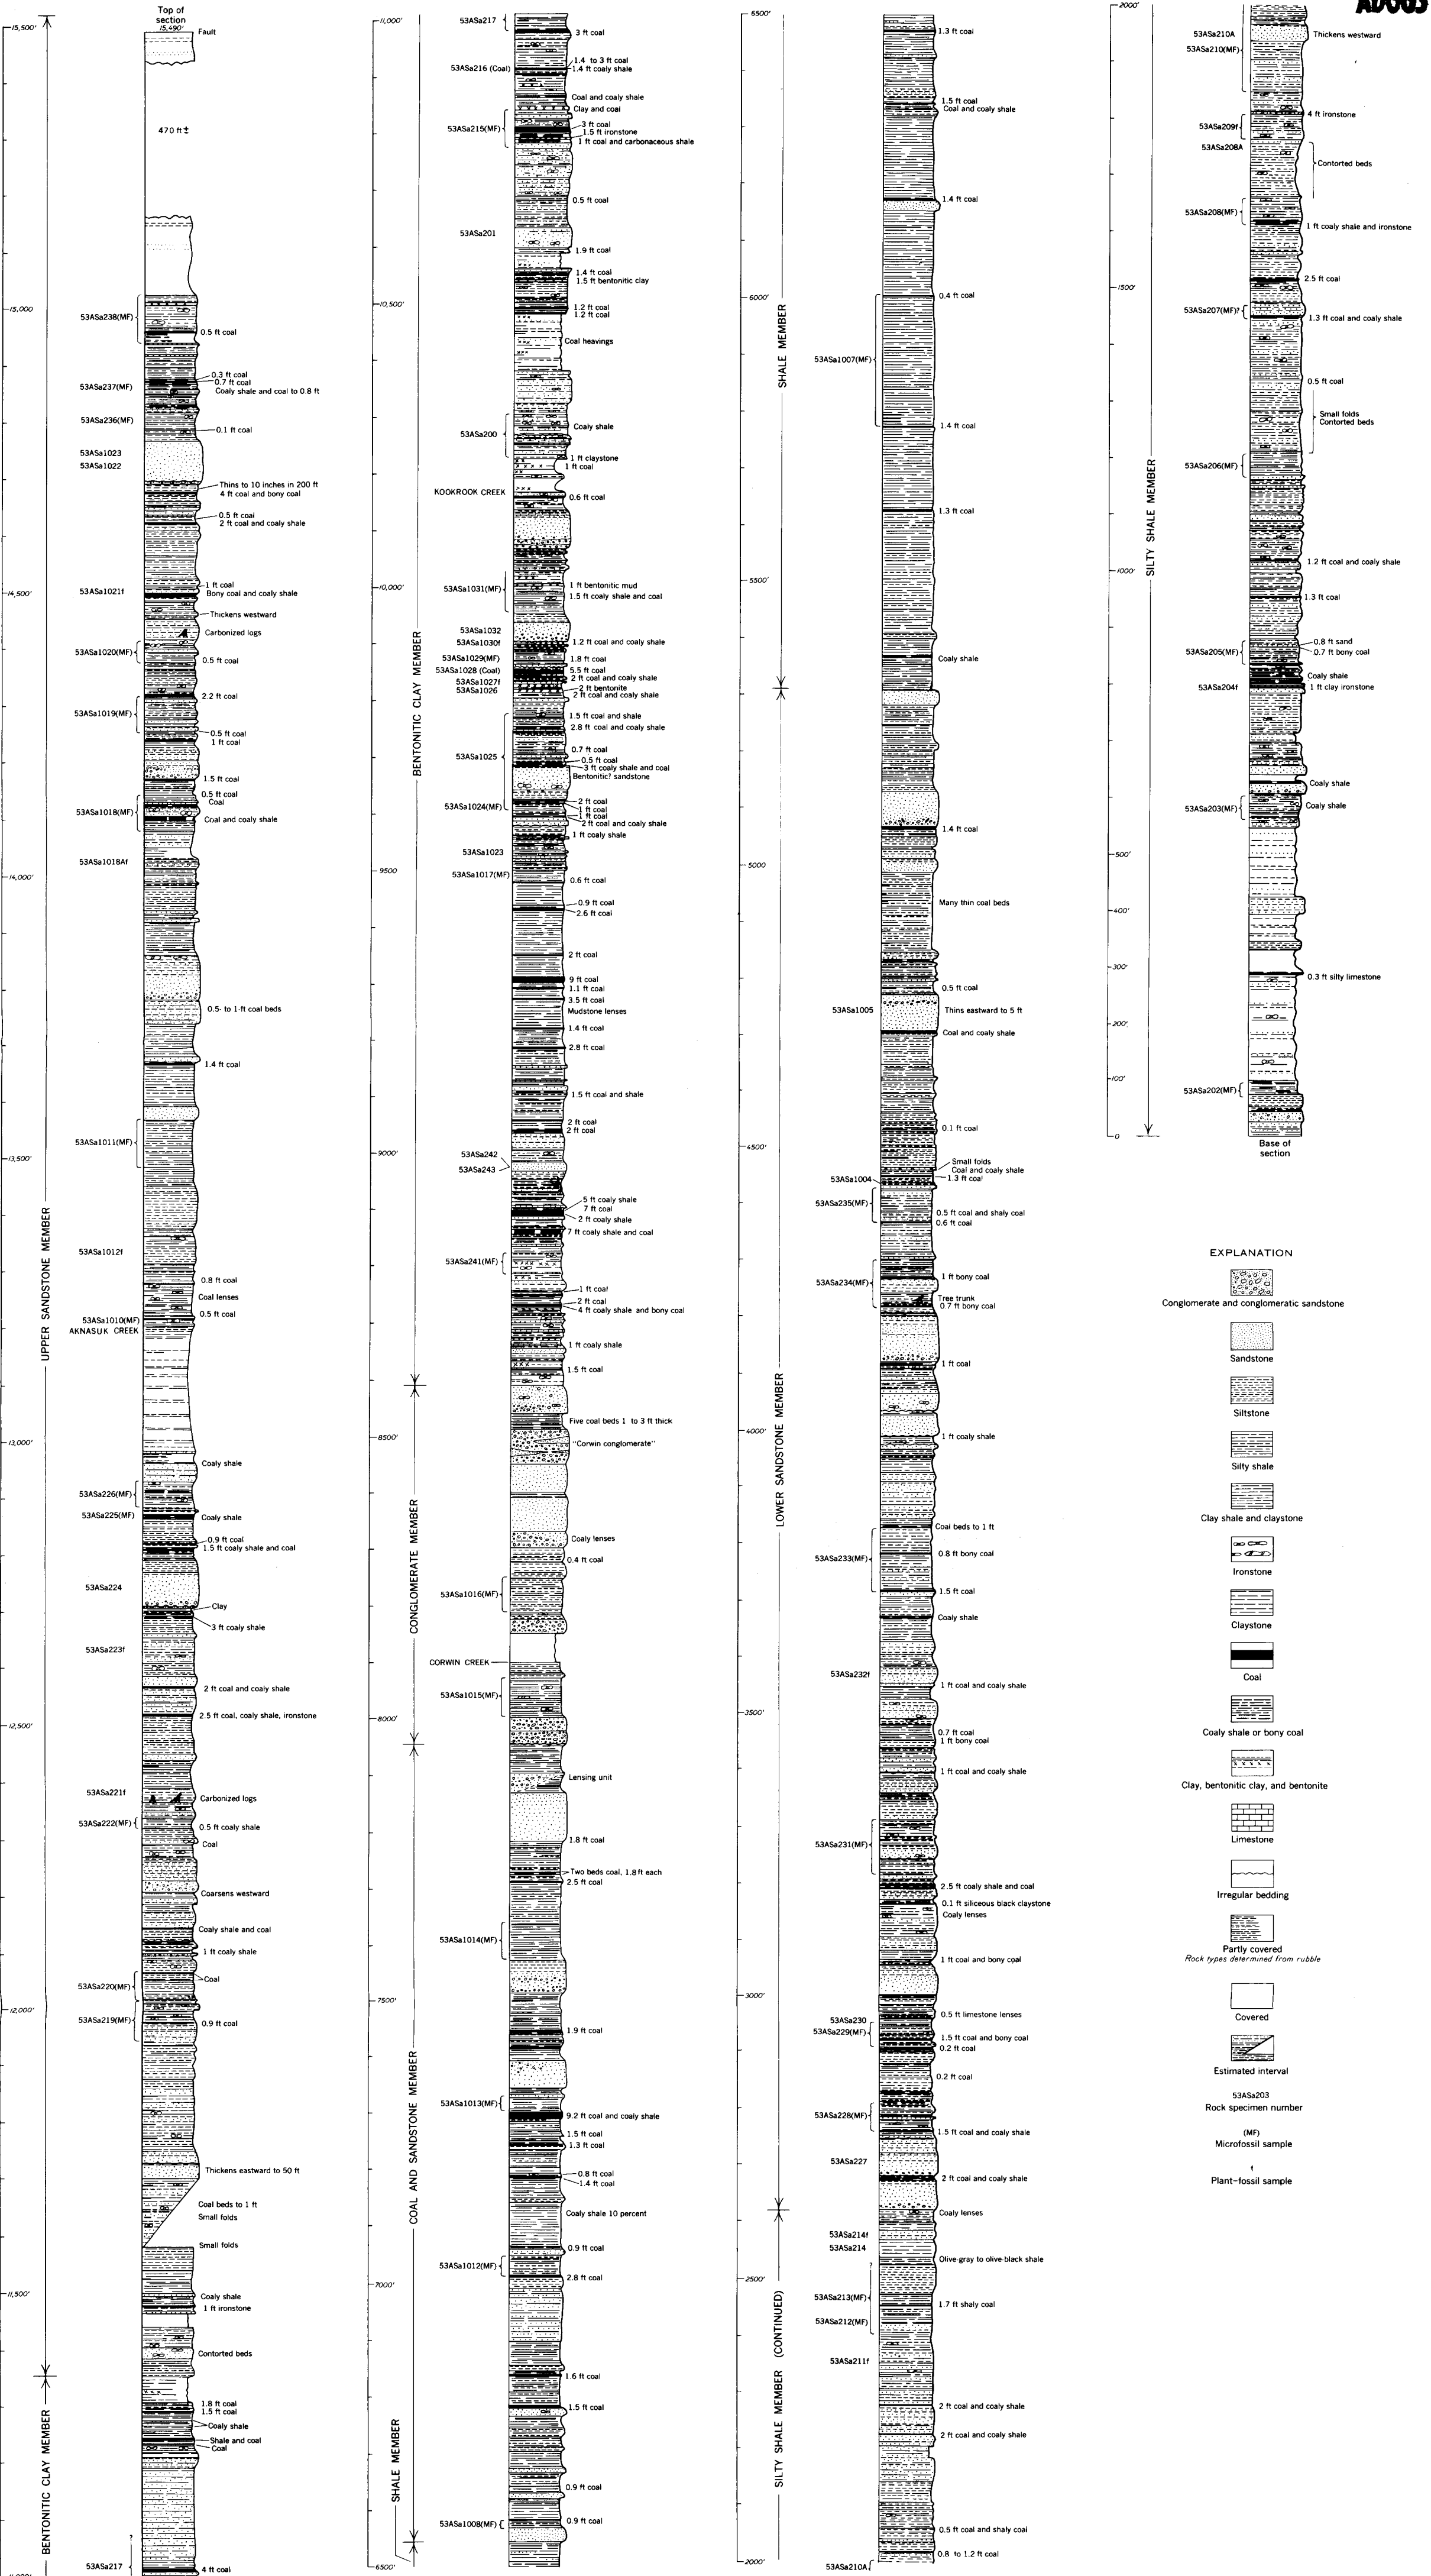 AD003
Top of
section
15,490'
Fault
15,500'
470 ft±
15,000
53ASa238(MF)
0.5 ft coal
0.3 ft coal
0.7 ft coal
53ASa237(MF)
Coaly shale and coal to 0.8 ft
53ASa236(MF)
0.1 ft coal
53ASa1023
53ASa1022
Thins to 10 inches in 200 ft
4 ft coal and bony coal
0.5 ft coal
2 ft coal and coaly shale
1 ft coal
14,500'
53ASa1021f
Bony coal and coaly shale
Thickens westward
Carbonized logs
53ASa1020(MF)
0.5 ft coal
2.2 ft coal
53ASa1019(MF)
0.5 ft coal
1 ft coal
1.5 ft coal
0.5 ft coal
Coal
53ASa1018(MF)
Coal and coaly shale
53ASa1018Af
14,000'
0.5- to 1-ft coal beds
1.4 ft coal
53ASa1011(MF)
13,500'
UPPER SANDSTONE MEMBER
53ASa1012f
0.8 ft coal
Coal lenses
0.5 ft coal
53ASa1010(MF)
AKNASUK CREEK
13,000'
Coaly shale
53ASa226(MF)
53ASa225(MF)
Coaly shale
0.9 ft coal
1.5 ft coaly shale and coal
53ASa224
Clay
3 ft coaly shale
53ASa223f
2 ft coal and coaly shale
2.5 ft coal, coaly shale, ironstone
12,500'
53ASa221f
Carbonized logs
53ASa222(MF)
0.5 ft coaly shale
Coal
Coarsens westward
Coaly shale and coal
1 ft coaly shale
Coal
53ASa220(MF)
12,000'
53ASa219(MF)
0.9 ft coal
Thickens eastward to 50 ft
Coal beds to 1 ft
Small folds
Small folds
11,500'
Coaly shale
1 ft ironstone
Contorted beds
1.8 ft coal
1.5 ft coal
Coaly shale
Shale and coal
Coal
BENTONITIC CLAY MEMBER
?
53ASa217
4 ft coal
11,000'
53ASa217
3 ft coal
1.4 to 3 ft coal
53ASa216 (Coal)
1.4 ft coaly shale
Coal and coaly shale
Clay and coal
3 ft coal
53ASa215(MF)
1.5 ft ironstone
1 ft coal and carbonaceous shale
0.5 ft coal
53ASa201
1.9 ft coal
1.4 ft coal
1.5 ft bentonitic clay
10,500'
1.2 ft coal
1.2 ft coal
Coal heavings
53ASa200
Coaly shale
1 ft claystone
1 ft coal
KOOKROOK CREEK
0.6 ft coal
10,000'
53ASa1031(MF)
1 ft bentonitic mud
1.5 ft coaly shale and coal
BENTONITIC CLAY MEMBER
53ASa1032
53ASa1030f
1.2 ft coal and coaly shale
53ASa1029(MF)
1.8 ft coal
53ASa1028 (Coal)
5.5 ft coal
53ASa1027f
2 ft coal and coaly shale
53ASa1026
2 ft bentonite
2 ft coal and coaly shale
1.5 ft coal and shale
2.8 ft coal and coaly shale
53ASa1025
0.7 ft coal
0.5 ft coal
3 ft coaly shale and coal
Bentonitic? sandstone
53ASa1024(MF)
2 ft coal
1 ft coal
1 ft coal
2 ft coal and coaly shale
1 ft coaly shale
53ASa1023
9500
53ASa1017(MF)
0.6 ft coal
0.9 ft coal
2.6 ft coal
2 ft coal
9 ft coal
1.1 ft coal
3.5 ft coal
Mudstone lenses
1.4 ft coal
2.8 ft coal
1.5 ft coal and shale
2 ft coal
2 ft coal
9000'
53ASa242
53ASa243
5 ft coaly shale
7 ft coal
2 ft coaly shale
7 ft coaly shale and coal
53ASa241(MF)
1 ft coal
2 ft coal
4 ft coaly shale and bony coal
1 ft coaly shale
1.5 ft coal
Five coal beds 1 to 3 ft thick
8500'
"Corwin conglomerate"
CONGLOMERATE MEMBER
Coaly lenses
0.4 ft coal
53ASa1016(MF)
CORWIN CREEK
53ASa1015(MF)
8000'
Lensing unit
1.8 ft coal
Two beds coal, 1.8 ft each
2.5 ft coal
53ASa1014(MF)
7500'
1.9 ft coal
COAL AND SANDSTONE MEMBER
53ASa1013(MF)
9.2 ft coal and coaly shale
1.5 ft coal
1.3 ft coal
0.8 ft coal
1.4 ft coal
Coaly shale 10 percent
0.9 ft coal
53ASa1012(MF)
2.8 ft coal
7000'
1.6 ft coal
1.5 ft coal
SHALE MEMBER
0.9 ft coal
53ASa1008(MF)
0.9 ft coal
6500'
6500'
1.3 ft coal
1.5 ft coal
Coal and coaly shale
1.4 ft coal
6000'
0.4 ft coal
SHALE MEMBER
53ASa1007(MF)
1.4 ft coal
1.3 ft coal
5500'
Coaly shale
1.4 ft coal
5000
Many thin coal beds
0.5 ft coal
53ASa1005
Thins eastward to 5 ft
Coal and coaly shale
0.1 ft coal
4500'
Small folds
Coal and coaly shale
53ASa1004
1.3 ft coal
53ASa235(MF)
0.5 ft coal and shaly coal
0.6 ft coal
53ASa234(MF)
1 ft bony coal
Tree trunk
0.7 ft bony coal
1 ft coal
LOWER SANDSTONE MEMBER
4000'
1 ft coaly shale
Coal beds to 1 ft
53ASa233(MF)
0.8 ft bony coal
1.5 ft coal
Coaly shale
53ASa232f
1 ft coal and coaly shale
3500'
0.7 ft coal
1 ft bony coal
1 ft coal and coaly shale
53ASa231(MF)
2.5 ft coaly shale and coal
0.1 ft siliceous black claystone
Coaly lenses
1 ft coal and bony coal
3000'
0.5 ft limestone lenses
53ASa230
53ASa229(MF)
1.5 ft coal and bony coal
0.2 ft coal
0.2 ft coal
53ASa228(MF)
1.5 ft coal and coaly shale
53ASa227
2 ft coal and coaly shale
Coaly lenses
53ASa214f
53ASa214
Olive-gray to olive-black shale
?
2500'
53ASa213(MF)
1.7 ft shaly coal
53ASa212(MF)
53ASa211f
SILTY SHALE MEMBER (CONTINUED)
2 ft coal and coaly shale
2 ft coal and coaly shale
0.5 ft coal and shaly coal
0.8 to 1.2 ft coal
2000'
53ASa210A
2000'
53ASa210A
Thickens westward
53ASa210(MF)
4 ft ironstone
53ASa209f
53ASa208A
Contorted beds
53ASa208(MF)
1 ft coaly shale and ironstone
2.5 ft coal
1500'
53ASa207(MF)?
1.3 ft coal and coaly shale
0.5 ft coal
Small folds
Contorted beds
53ASa206(MF)
SILTY SHALE MEMBER
1000'
1.2 ft coal and coaly shale
1.3 ft coal
0.8 ft sand
53ASa205(MF)
0.7 ft bony coal
Coaly shale
53ASa204f
1 ft clay ironstone
Coaly shale
53ASa203(MF)
Coaly shale
500'
400'
300'
0.3 ft silty limestone
200'
100'
53ASa202(MF)
0
Base of
section
EXPLANATION
Conglomerate and conglomeratic sandstone
Sandstone
Siltstone
Silty shale
Clay shale and claystone
Ironstone
Claystone
Coal
Coaly shale or bony coal
Clay, bentonitic clay, and bentonite
Limestone
Irregular bedding
Partly covered
Rock types determined from rubble
Covered
Estimated interval
53ASa203
Rock specimen number
(MF)
Microfossil sample
f
Plant-fossil sample